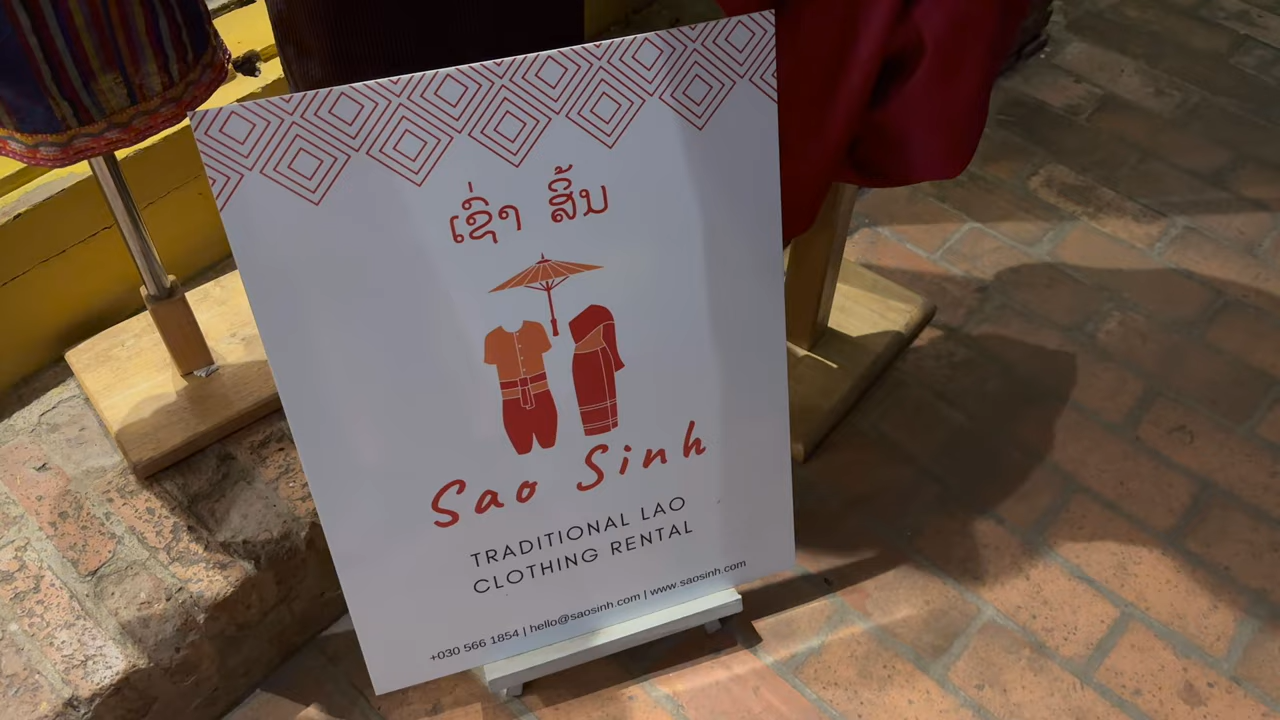 ເຊົ່າ ສິ້ນ
Sao Sinh
TRADITIONAL LAO
CLOTHING RENTAL
+030 566 1854 | hello@saosinh.com | www.saosinh.com